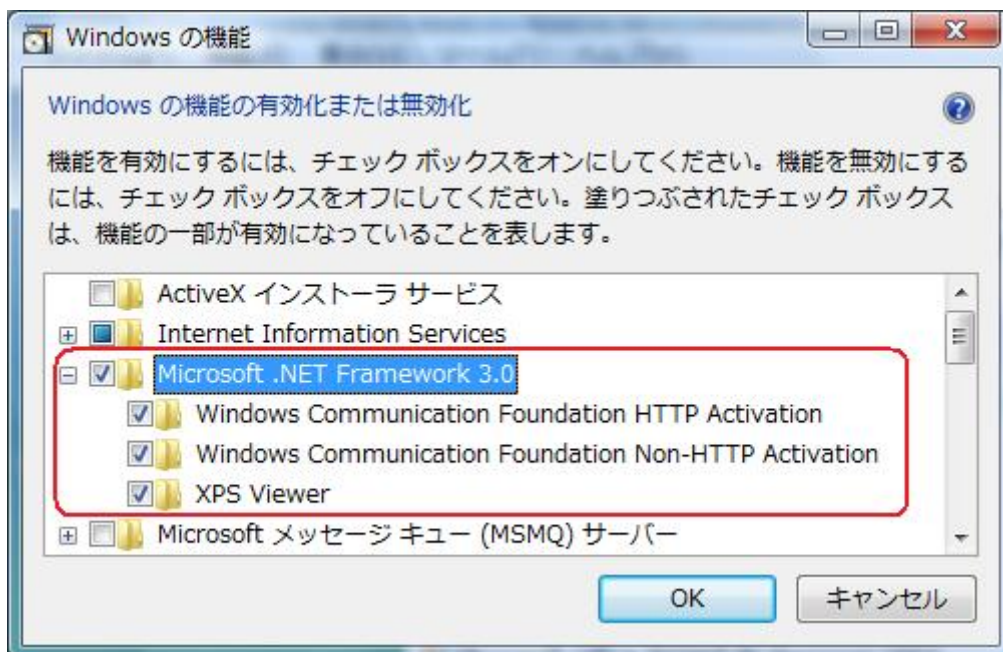 Windows の機能
Windows の機能の有効化または無効化
機能を有効にするには、チェック ボックスをオンにしてください。機能を無効にする
には、チェック ボックスをオフにしてください。塗りつぶされたチェック ボックス
は、機能の一部が有効になっていることを表します。
ActiveX インストーラ サービス
Internet Information Services
Microsoft .NET Framework 3.0
Windows Communication Foundation HTTP Activation
Windows Communication Foundation Non-HTTP Activation
XPS Viewer
Microsoft メッセージ キュー (MSMQ) サーバー
OK
キャンセル